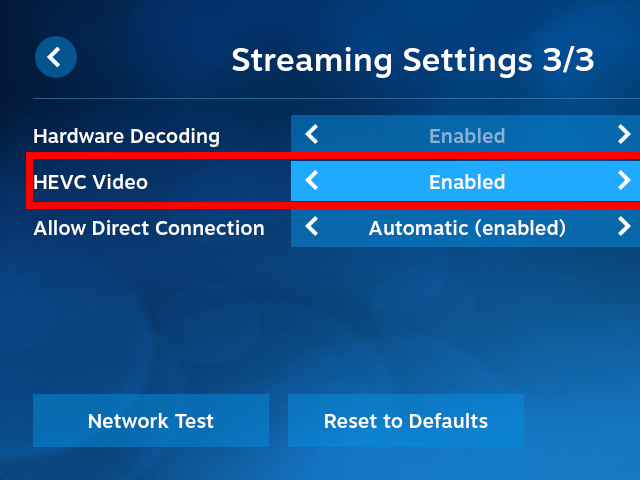 Streaming Settings 3/3
Hardware Decoding Enabled
HEVC Video Enabled
Allow Direct Connection Automatic (enabled)
Network Test Reset to Defaults